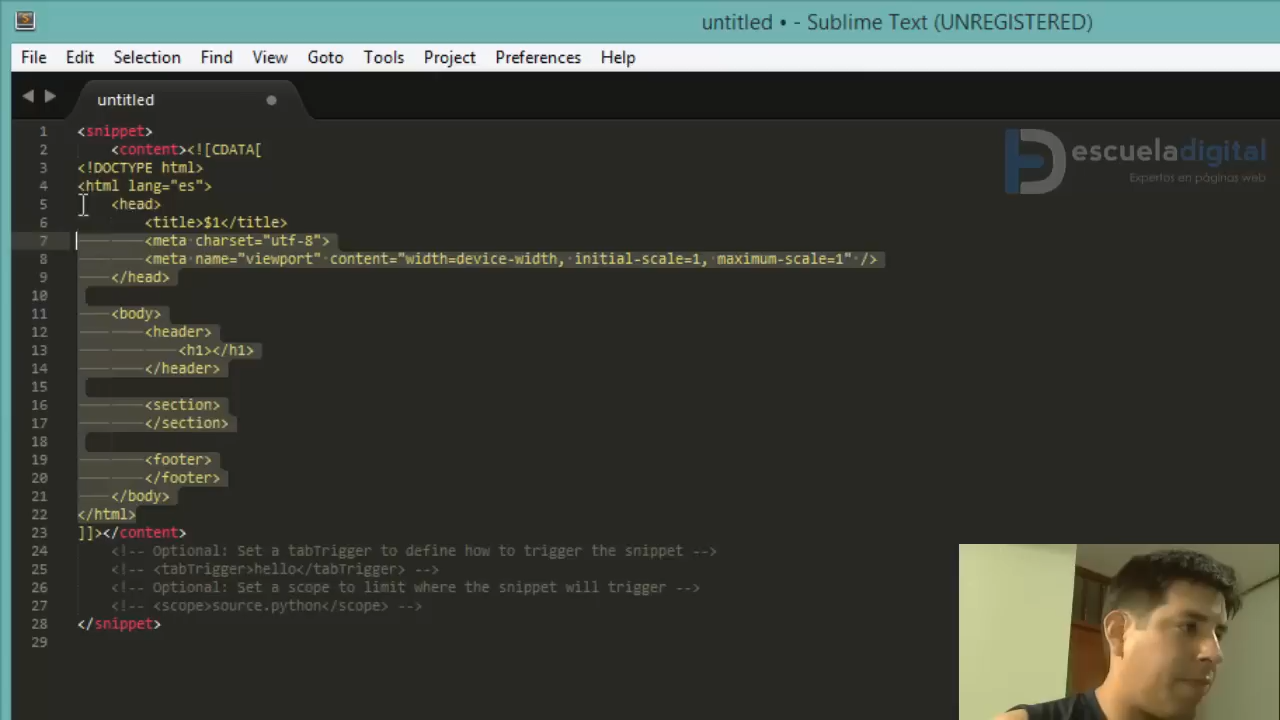 untitled • - Sublime Text (UNREGISTERED)
File Edit Selection Find View Goto Tools Project Preferences Help
untitled
escueladigital
Expertos en páginas web
1 <snippet>
2 <content><![CDATA[
3 <!DOCTYPE html>
4 <html lang="es">
5 <head>
6 <title>$1</title>
7 <meta charset="utf-8">
8 <meta name="viewport" content="width=device-width, initial-scale=1, maximum-scale=1" />
9 </head>
10
11 <body>
12 <header>
13 <h1></h1>
14 </header>
15
16 <section>
17 </section>
18
19 <footer>
20 </footer>
21 </body>
22 </html>
23 ]]></content>
24 <!-- Optional: Set a tabTrigger to define how to trigger the snippet -->
25 <!-- <tabTrigger>hello</tabTrigger> -->
26 <!-- Optional: Set a scope to limit where the snippet will trigger -->
27 <!-- <scope>source.python</scope> -->
28 </snippet>
29